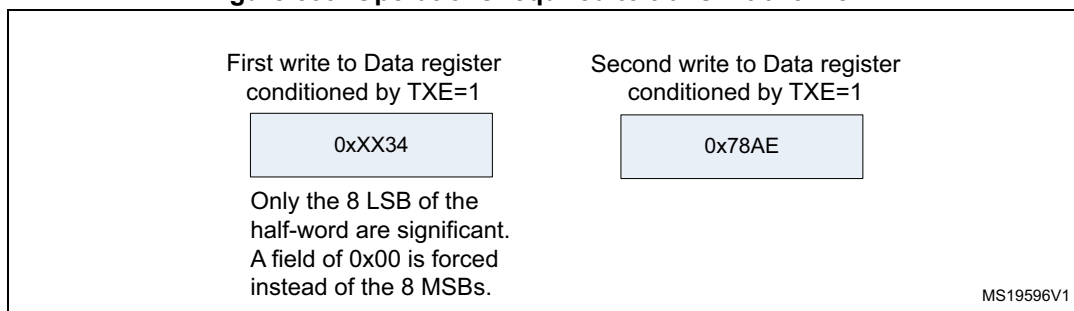 First write to Data register
conditioned by TXE=1
0xXX34
Only the 8 LSB of the
half-word are significant.
A field of 0x00 is forced
instead of the 8 MSBs.
Second write to Data register
conditioned by TXE=1
0x78AE
MS19596V1